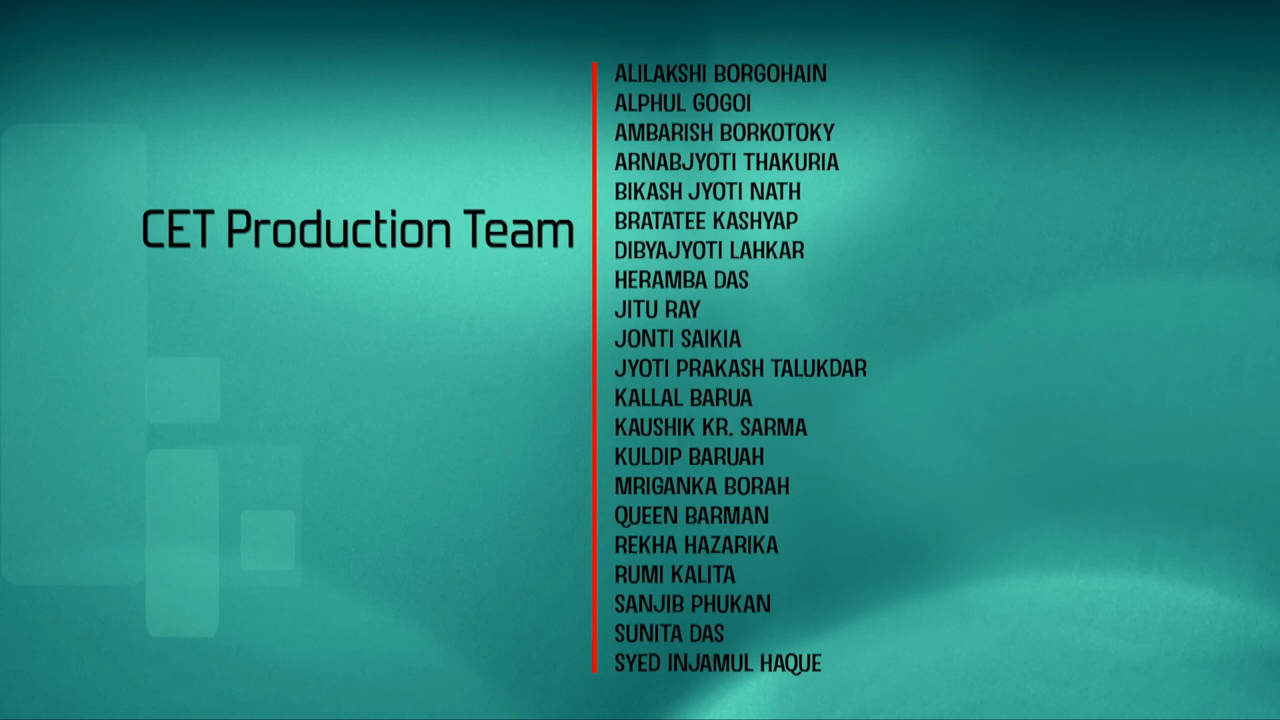 CET Production Team
ALILAKSHI BORGOHAIN
ALPHUL GOGOI
AMBARISH BORKOTOKY
ARNABJYOTI THAKURIA
BIKASH JYOTI NATH
BRATATEE KASHYAP
DIBYAJYOTI LAHKAR
HERAMBA DAS
JITU RAY
JONTI SAIKIA
JYOTI PRAKASH TALUKDAR
KALLAL BARUA
KAUSHIK KR. SARMA
KULDIP BARUAH
MRIGANKA BORAH
QUEEN BARMAN
REKHA HAZARIKA
RUMI KALITA
SANJIB PHUKAN
SUNITA DAS
SYED INJAMUL HAQUE